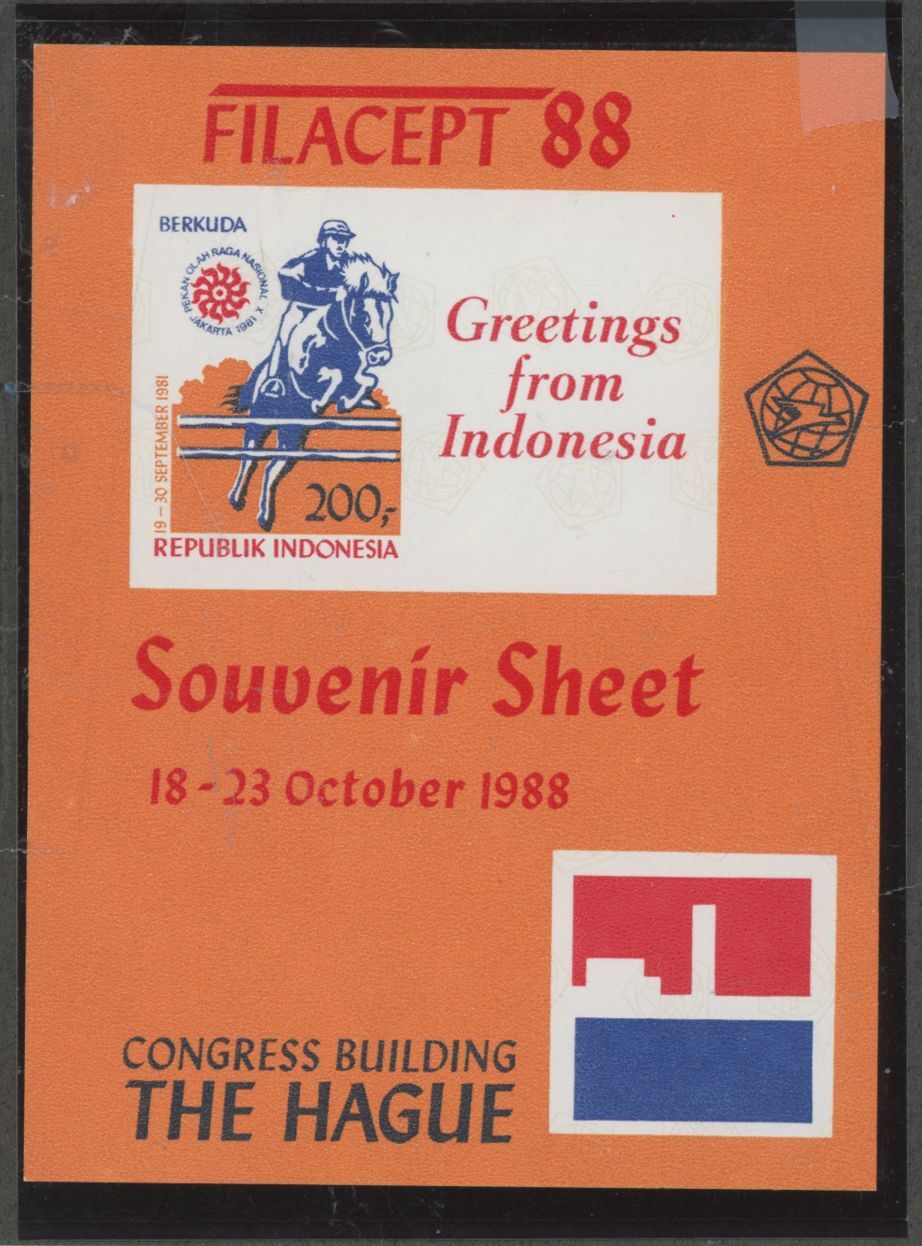 FILACEPT '88
BERKUDA
PEKAN OLAH RAGA NASIONAL X
JAKARTA 1981
19 – 30 SEPTEMBER 1981
200,-
REPUBLIK INDONESIA
Greetings
from
Indonesia
Souvenir Sheet
18-23 October 1988
CONGRESS BUILDING
THE HAGUE